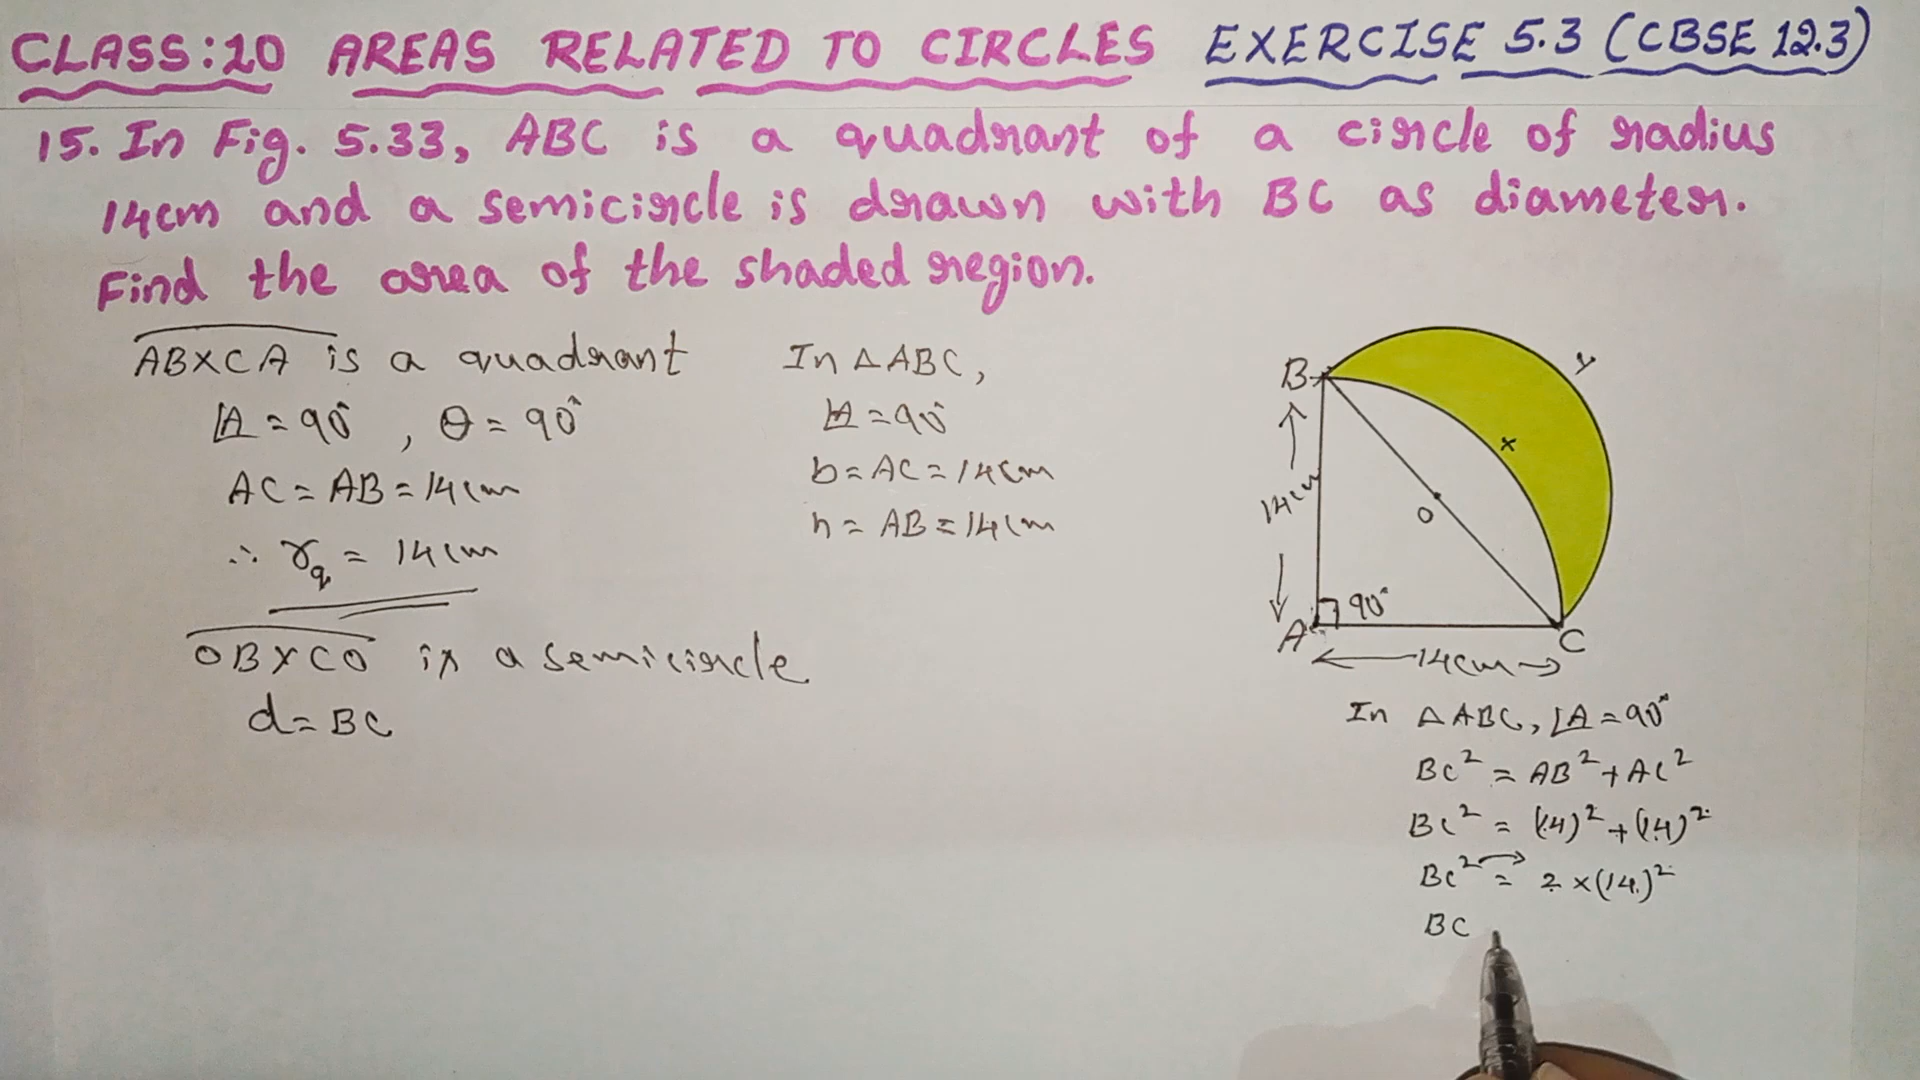 CLASS:10 AREAS RELATED TO CIRCLES EXERCISE 5.3 (CBSE 12.3)
15. In Fig. 5.33, ABC is a quadrant of a circle of radius
14cm and a semicircle is drawn with BC as diameter.
Find the area of the shaded region.
ABXCA is a quadrant
∠A = 90°, θ = 90°
AC = AB = 14cm
∴ r_q = 14cm
OBYCO is a semicircle
d = BC
In △ABC,
∠A = 90°
b = AC = 14cm
h = AB = 14cm
B
y
x
14cm
O
90°
A
C
14cm
In △ABC, ∠A = 90°
BC² = AB² + AC²
BC² = (14)² + (14)²
BC² = 2 × (14)²
BC